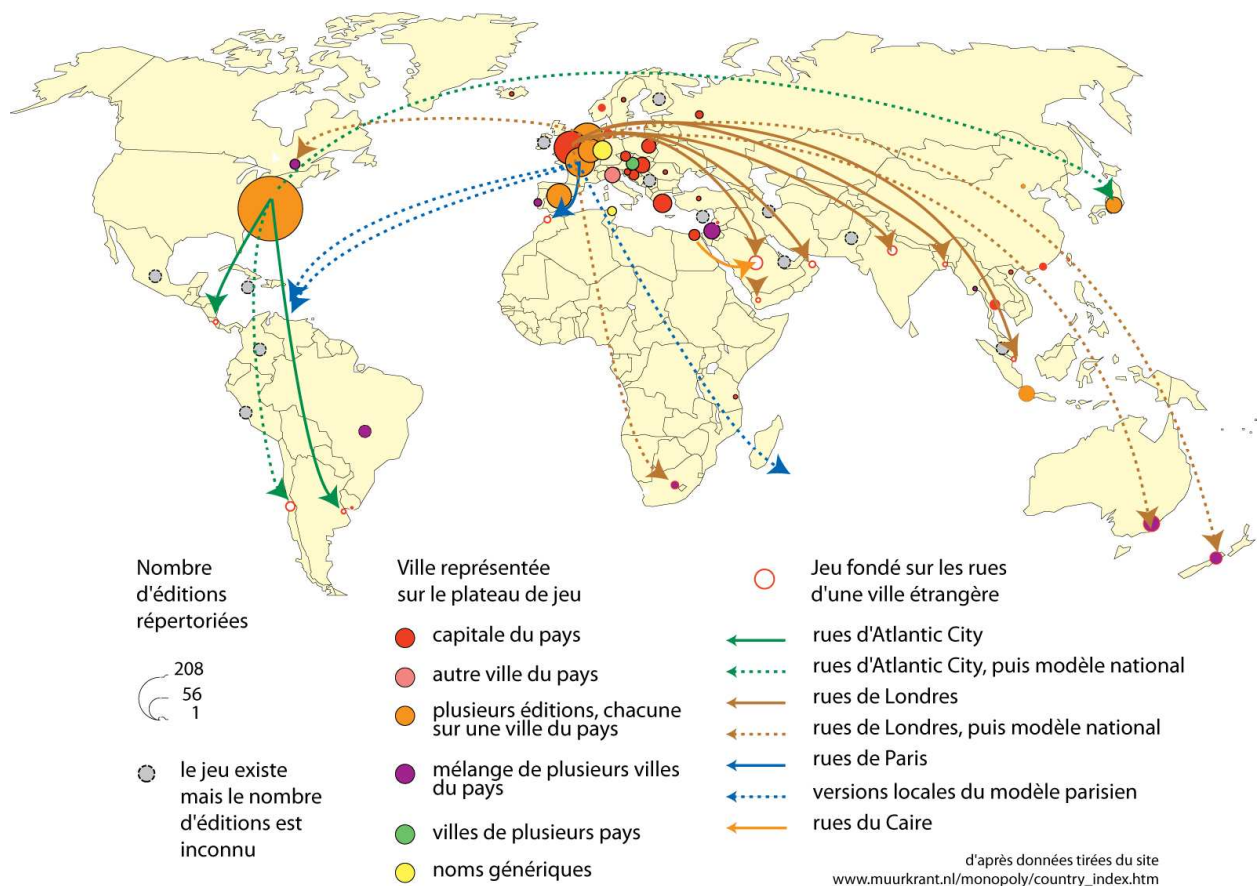 Nombre
d'éditions
répertoriées
208
56
1
le jeu existe
mais le nombre
d'éditions est
inconnu
Ville représentée
sur le plateau de jeu
capitale du pays
autre ville du pays
plusieurs éditions, chacune
sur une ville du pays
mélange de plusieurs villes
du pays
villes de plusieurs pays
noms génériques
Jeu fondé sur les rues
d'une ville étrangère
rues d'Atlantic City
rues d'Atlantic City, puis modèle national
rues de Londres
rues de Londres, puis modèle national
rues de Paris
versions locales du modèle parisien
rues du Caire
d'après données tirées du site
www.muurkrant.nl/monopoly/country_index.htm